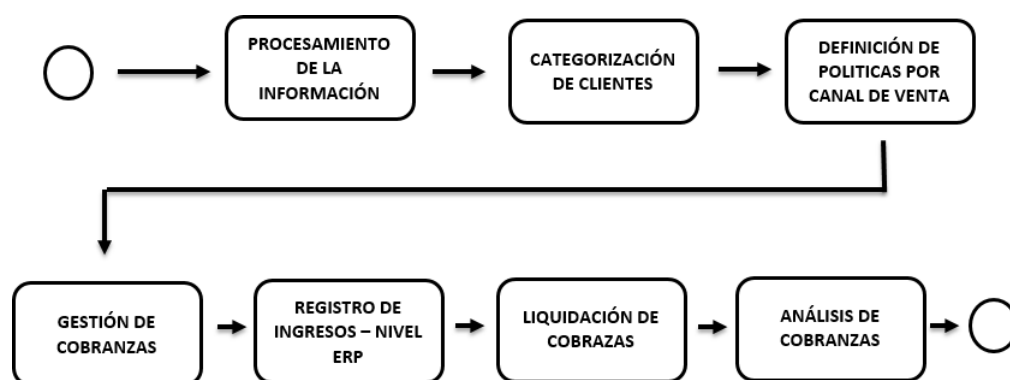 PROCESAMIENTO
DE LA
INFORMACIÓN
CATEGORIZACIÓN
DE CLIENTES
DEFINICIÓN DE
POLITICAS POR
CANAL DE VENTA
GESTIÓN DE
COBRANZAS
REGISTRO DE
INGRESOS – NIVEL
ERP
LIQUIDACIÓN DE
COBRAZAS
ANÁLISIS DE
COBRANZAS